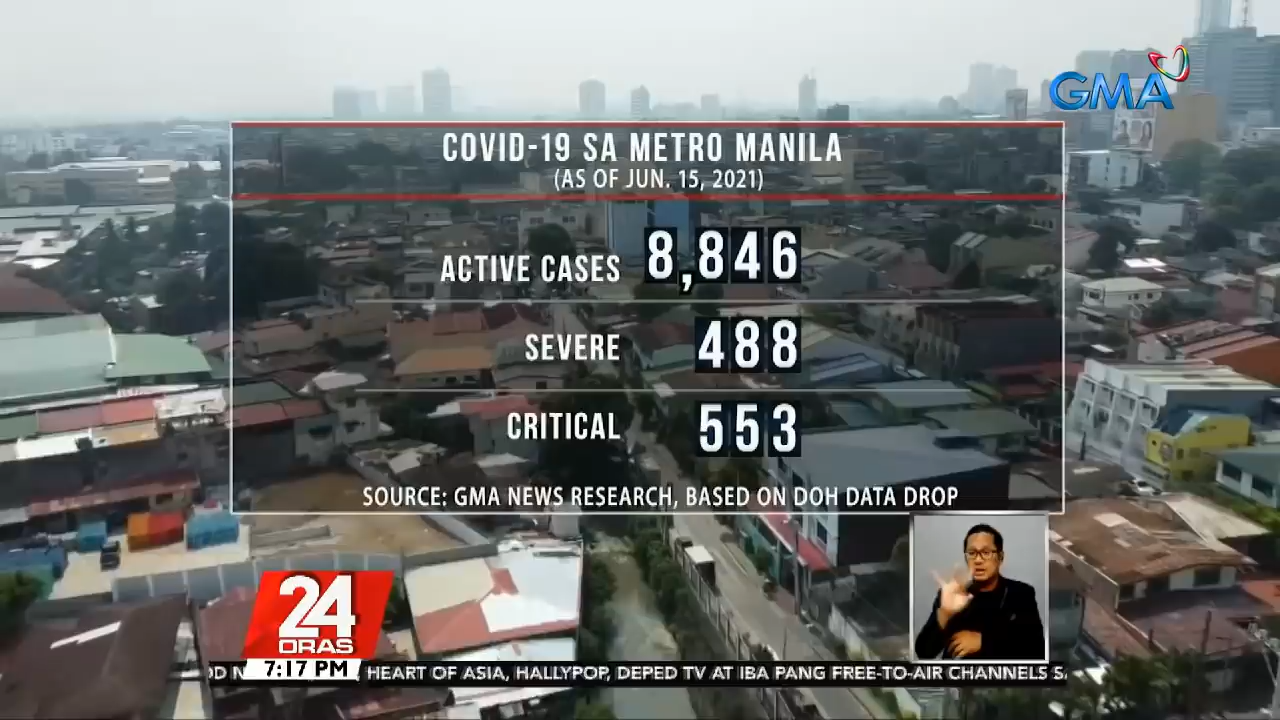 GMA
COVID-19 SA METRO MANILA
(AS OF JUN. 15, 2021)
ACTIVE CASES 8,846
SEVERE 488
CRITICAL 553
SOURCE: GMA NEWS RESEARCH, BASED ON DOH DATA DROP
24
ORAS
7:17 PM
HEART OF ASIA, HALLYPOP, DEPED TV AT IBA PANG FREE-TO-AIR CHANNELS